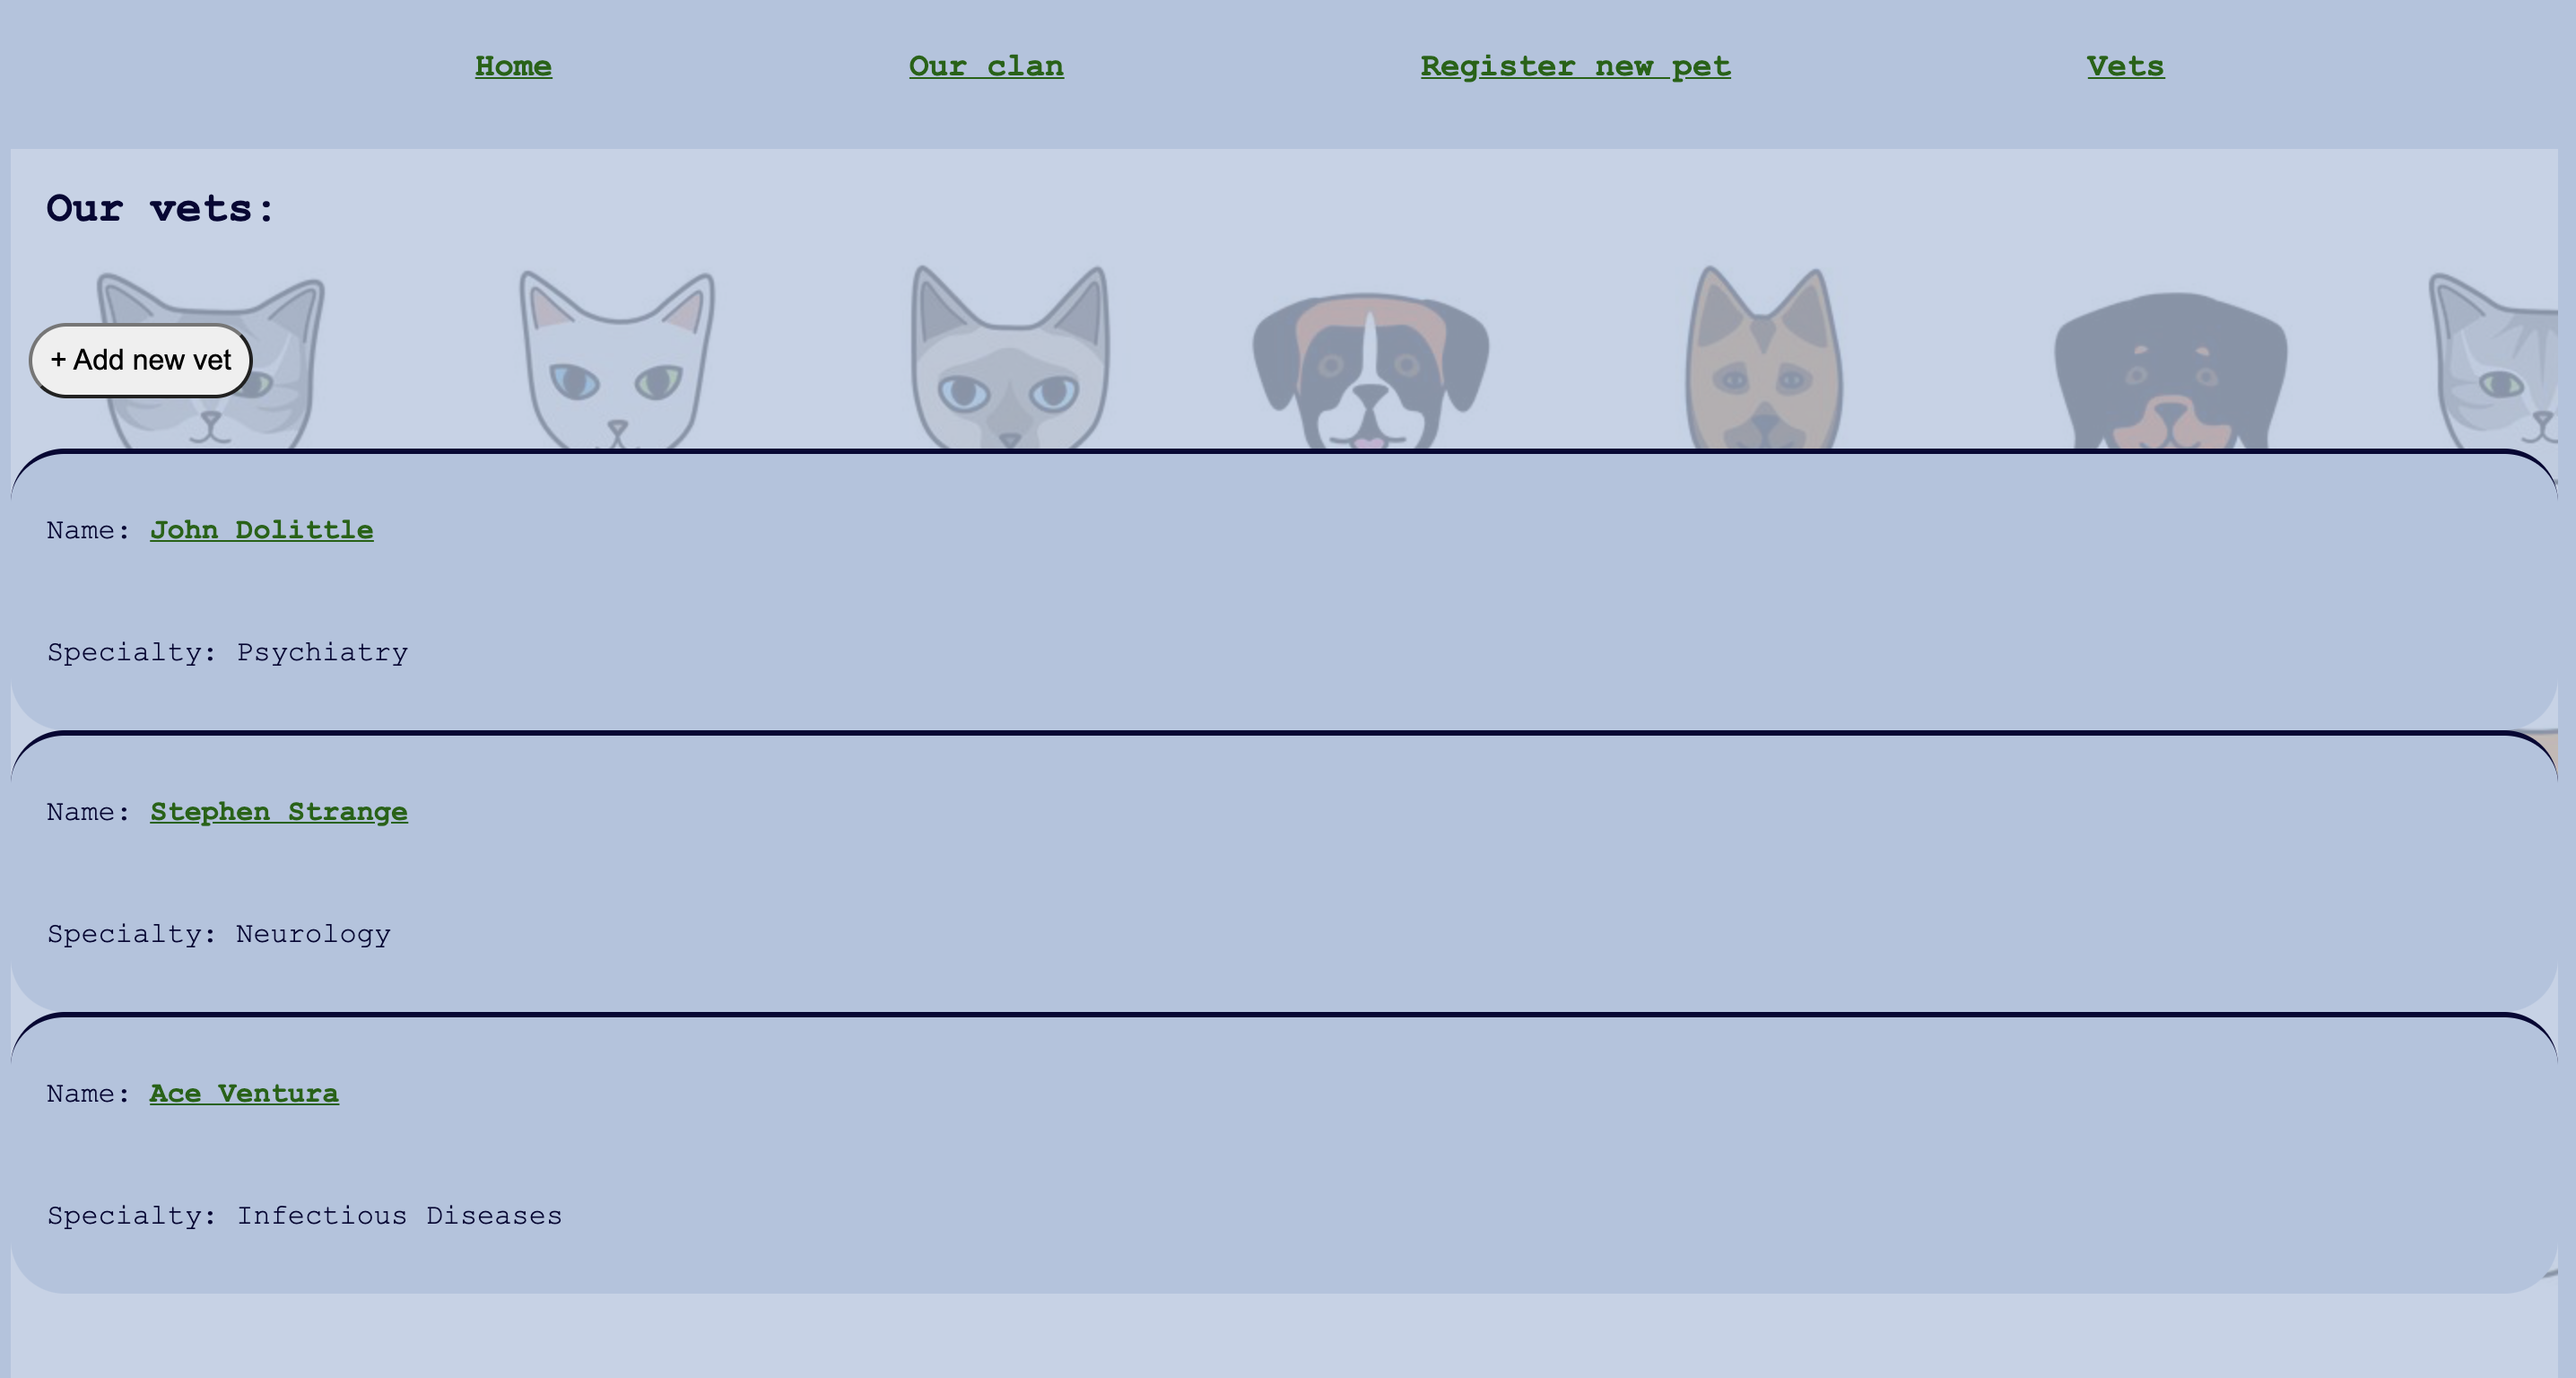 Home Our clan Register new pet Vets
Our vets:
+ Add new vet
Name: John Dolittle
Specialty: Psychiatry
Name: Stephen Strange
Specialty: Neurology
Name: Ace Ventura
Specialty: Infectious Diseases